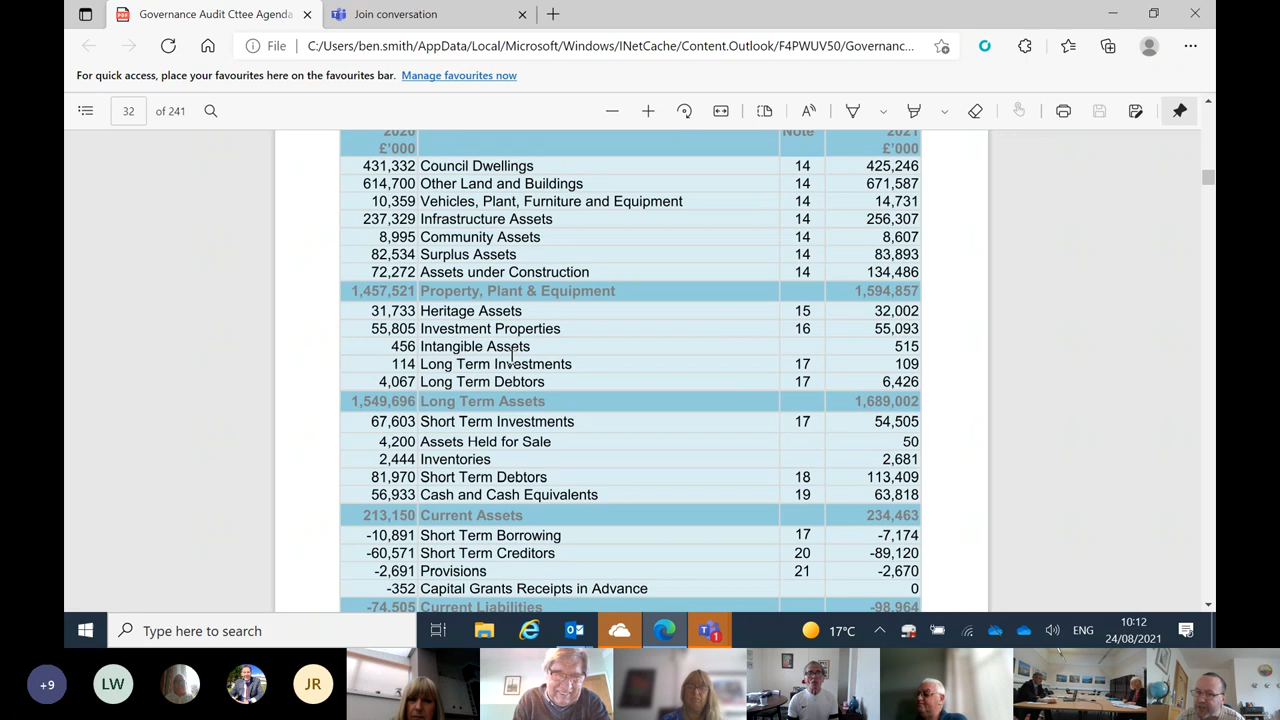 Governance Audit Cttee Agenda
Join conversation
File
C:/Users/ben.smith/AppData/Local/Microsoft/Windows/INetCache/Content.Outlook/F4PWUV50/Governanc...
For quick access, place your favourites here on the favourites bar. Manage favourites now
32 of 241
2020 Note 2021
£'000 £'000
431,332 Council Dwellings 14 425,246
614,700 Other Land and Buildings 14 671,587
10,359 Vehicles, Plant, Furniture and Equipment 14 14,731
237,329 Infrastructure Assets 14 256,307
8,995 Community Assets 14 8,607
82,534 Surplus Assets 14 83,893
72,272 Assets under Construction 14 134,486
1,457,521 Property, Plant & Equipment 1,594,857
31,733 Heritage Assets 15 32,002
55,805 Investment Properties 16 55,093
456 Intangible Assets 515
114 Long Term Investments 17 109
4,067 Long Term Debtors 17 6,426
1,549,696 Long Term Assets 1,689,002
67,603 Short Term Investments 17 54,505
4,200 Assets Held for Sale 50
2,444 Inventories 2,681
81,970 Short Term Debtors 18 113,409
56,933 Cash and Cash Equivalents 19 63,818
213,150 Current Assets 234,463
-10,891 Short Term Borrowing 17 -7,174
-60,571 Short Term Creditors 20 -89,120
-2,691 Provisions 21 -2,670
-352 Capital Grants Receipts in Advance 0
-74,505 Current Liabilities -98,964
Type here to search
1
17°C
ENG
10:12
24/08/2021
+9
LW
JR